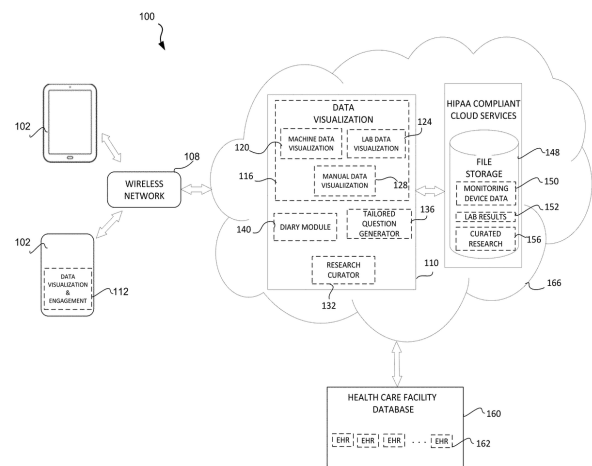 100
102
108
WIRELESS
NETWORK
102
DATA
VISUALIZATION
&
ENGAGEMENT
112
DATA
VISUALIZATION
124
120
MACHINE DATA
VISUALIZATION
LAB DATA
VISUALIZATION
116
MANUAL DATA
VISUALIZATION
128
136
DIARY MODULE
TAILORED
QUESTION
GENERATOR
140
RESEARCH
CURATOR
132
110
HIPAA COMPLIANT
CLOUD SERVICES
148
FILE
STORAGE
150
MONITORING
DEVICE DATA
152
LAB RESULTS
CURATED
RESEARCH
156
166
HEALTH CARE FACILITY
DATABASE
160
EHR EHR EHR . . . EHR
162